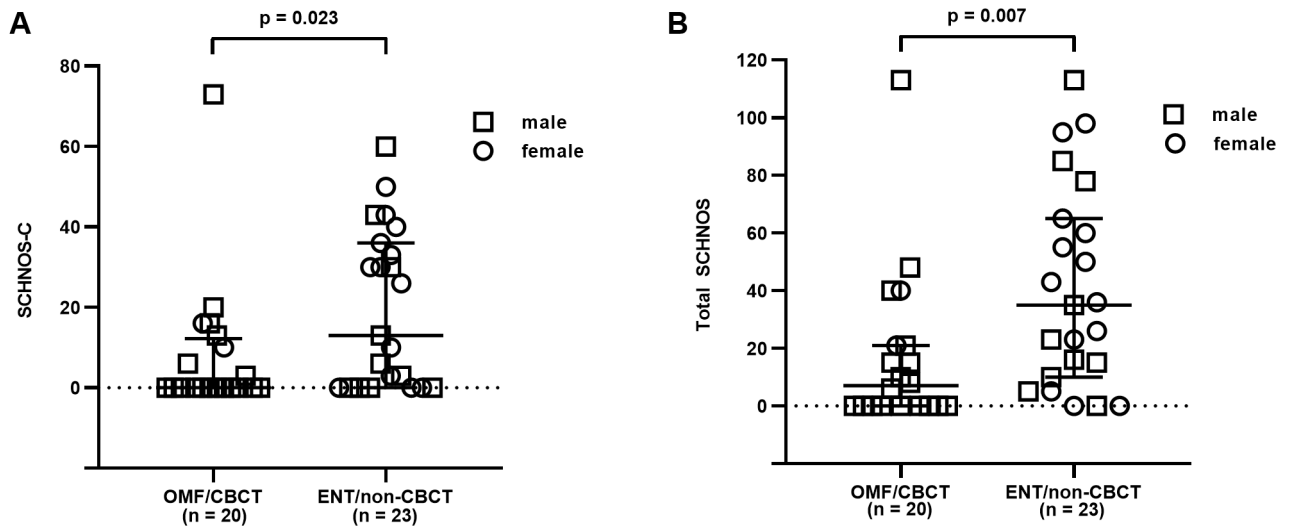 A
p = 0.023
80
60
40
20
0
SCHNOS-C
male
female
OMF/CBCT
(n = 20)
ENT/non-CBCT
(n = 23)
B
p = 0.007
120
100
80
60
40
20
0
Total SCHNOS
male
female
OMF/CBCT
(n = 20)
ENT/non-CBCT
(n = 23)